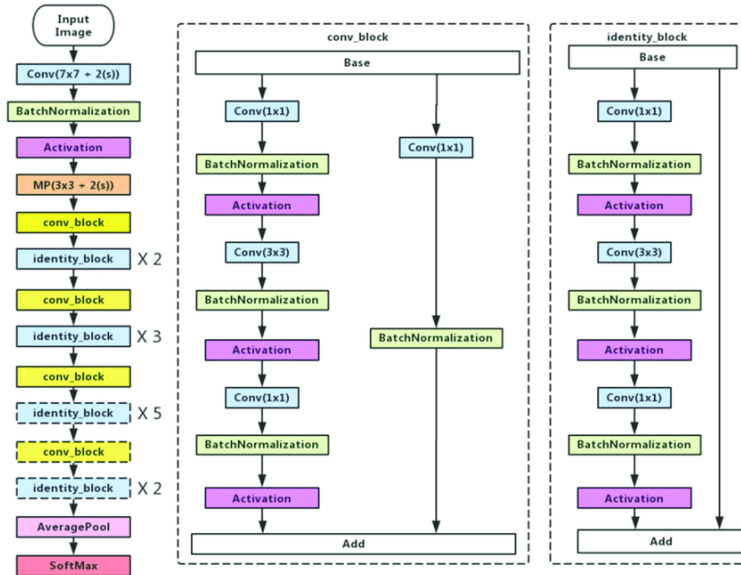 Input
Image
Conv(7x7 + 2(s))
BatchNormalization
Activation
MP(3x3 + 2(s))
conv_block
identity_block X 2
conv_block
identity_block X 3
conv_block
identity_block X 5
conv_block
identity_block X 2
AveragePool
SoftMax
conv_block
Base
Conv(1x1)
BatchNormalization
Activation
Conv(3x3)
BatchNormalization
Activation
Conv(1x1)
BatchNormalization
Activation
Conv(1x1)
BatchNormalization
Add
identity_block
Base
Conv(1x1)
BatchNormalization
Activation
Conv(3x3)
BatchNormalization
Activation
Conv(1x1)
BatchNormalization
Activation
Add